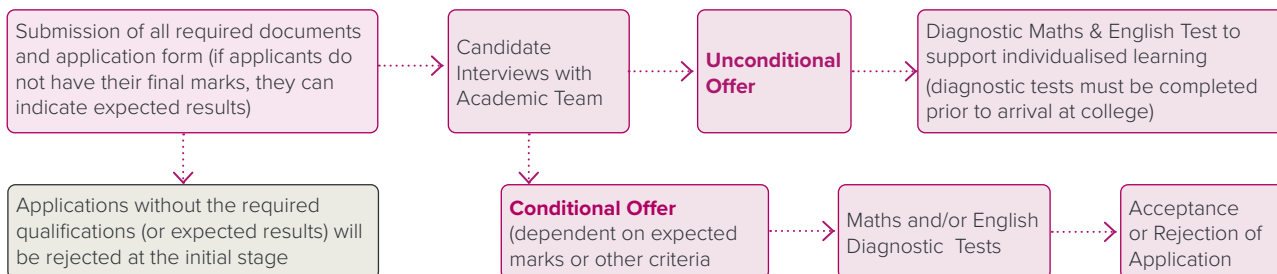 Submission of all required documents
and application form (if applicants do
not have their final marks, they can
indicate expected results)
Candidate
Interviews with
Academic Team
Unconditional
Offer
Diagnostic Maths & English Test to
support individualised learning
(diagnostic tests must be completed
prior to arrival at college)
Applications without the required
qualifications (or expected results) will
be rejected at the initial stage
Conditional Offer
(dependent on expected
marks or other criteria
Maths and/or English
Diagnostic Tests
Acceptance
or Rejection of
Application